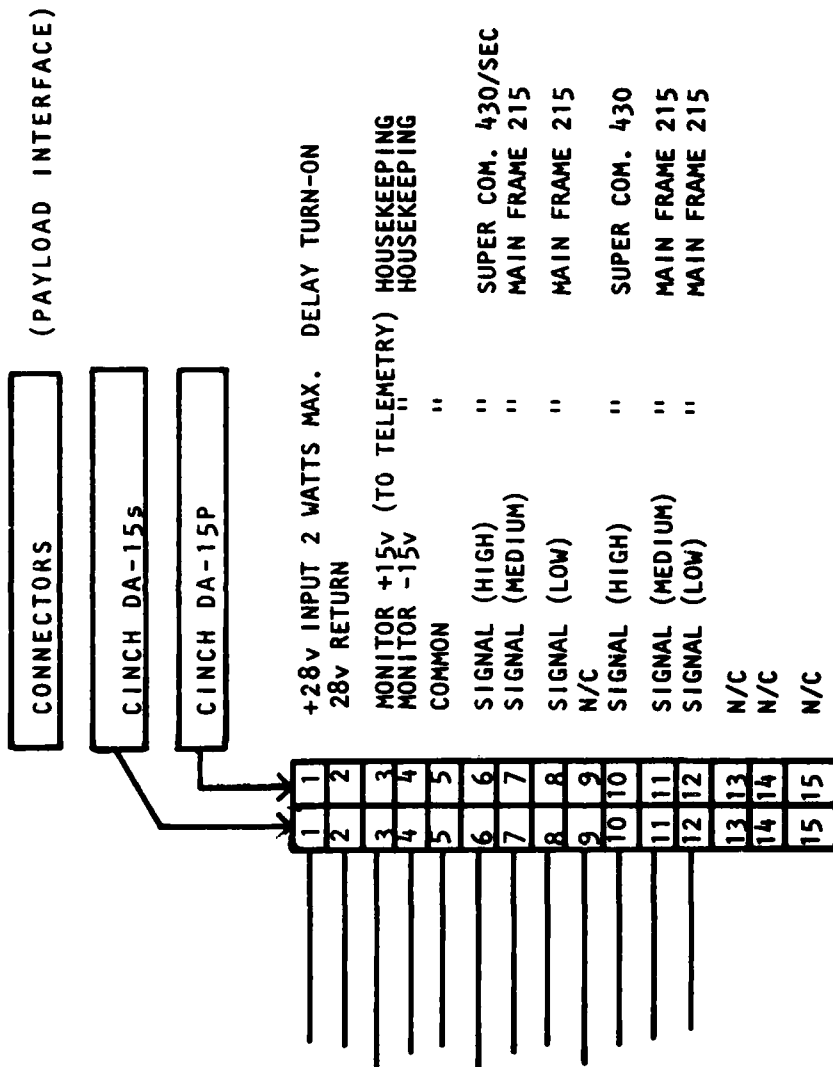 CONNECTORS (PAYLOAD INTERFACE)
CINCH DA-15s
CINCH DA-15P
1 1 +28v INPUT 2 WATTS MAX. DELAY TURN-ON
2 2 28v RETURN
3 3 MONITOR +15v (TO TELEMETRY) HOUSEKEEPING
4 4 MONITOR -15v " HOUSEKEEPING
5 5 COMMON "
6 6 SIGNAL (HIGH) " SUPER COM. 430/SEC
7 7 SIGNAL (MEDIUM) " MAIN FRAME 215
8 8 SIGNAL (LOW) " MAIN FRAME 215
9 9 N/C
10 10 SIGNAL (HIGH) " SUPER COM. 430
11 11 SIGNAL (MEDIUM) " MAIN FRAME 215
12 12 SIGNAL (LOW) " MAIN FRAME 215
13 13 N/C
14 14 N/C
15 15 N/C